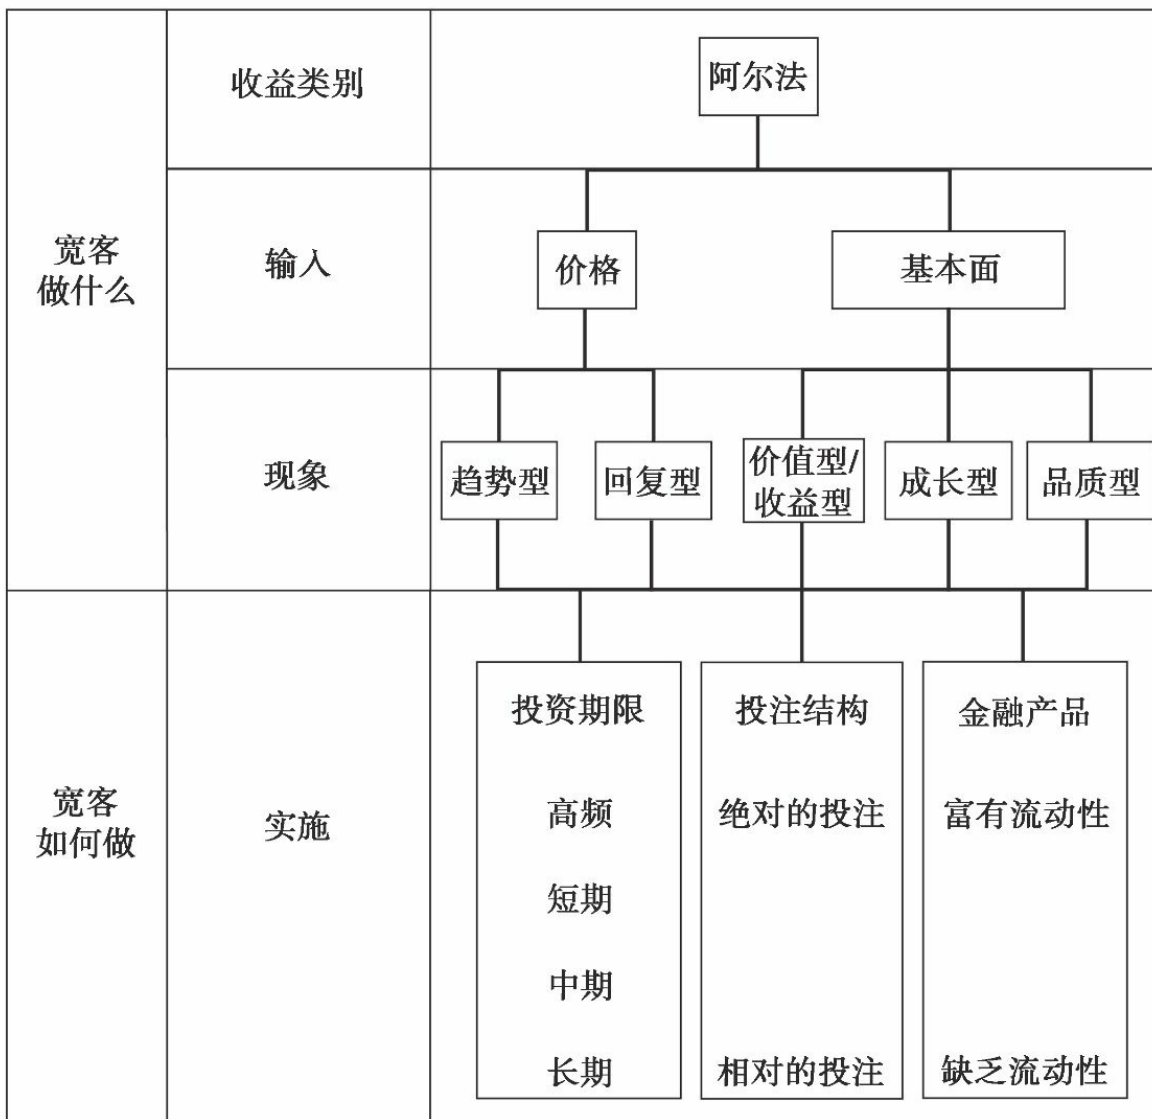 收益类别
阿尔法
宽客
做什么
输入
价格
基本面
现象
趋势型
回复型
价值型/
收益型
成长型
品质型
宽客
如何做
实施
投资期限
高频
短期
中期
长期
投注结构
绝对的投注
相对的投注
金融产品
富有流动性
缺乏流动性